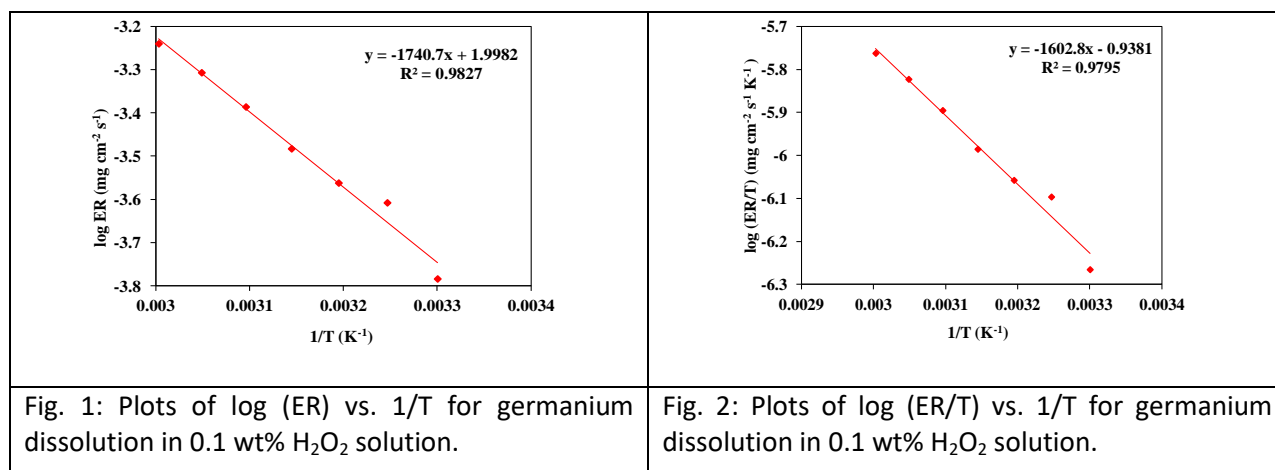 y = -1740.7x + 1.9982
R² = 0.9827
-3.2
-3.3
-3.4
-3.5
-3.6
-3.7
-3.8
log ER (mg cm⁻² s⁻¹)
0.003 0.0031 0.0032 0.0033 0.0034
1/T (K⁻¹)
y = -1602.8x - 0.9381
R² = 0.9795
-5.7
-5.8
-5.9
-6
-6.1
-6.2
-6.3
log (ER/T) (mg cm⁻² s⁻¹ K⁻¹)
0.0029 0.003 0.0031 0.0032 0.0033 0.0034
1/T (K⁻¹)
Fig. 1: Plots of log (ER) vs. 1/T for germanium
dissolution in 0.1 wt% H₂O₂ solution.
Fig. 2: Plots of log (ER/T) vs. 1/T for germanium
dissolution in 0.1 wt% H₂O₂ solution.